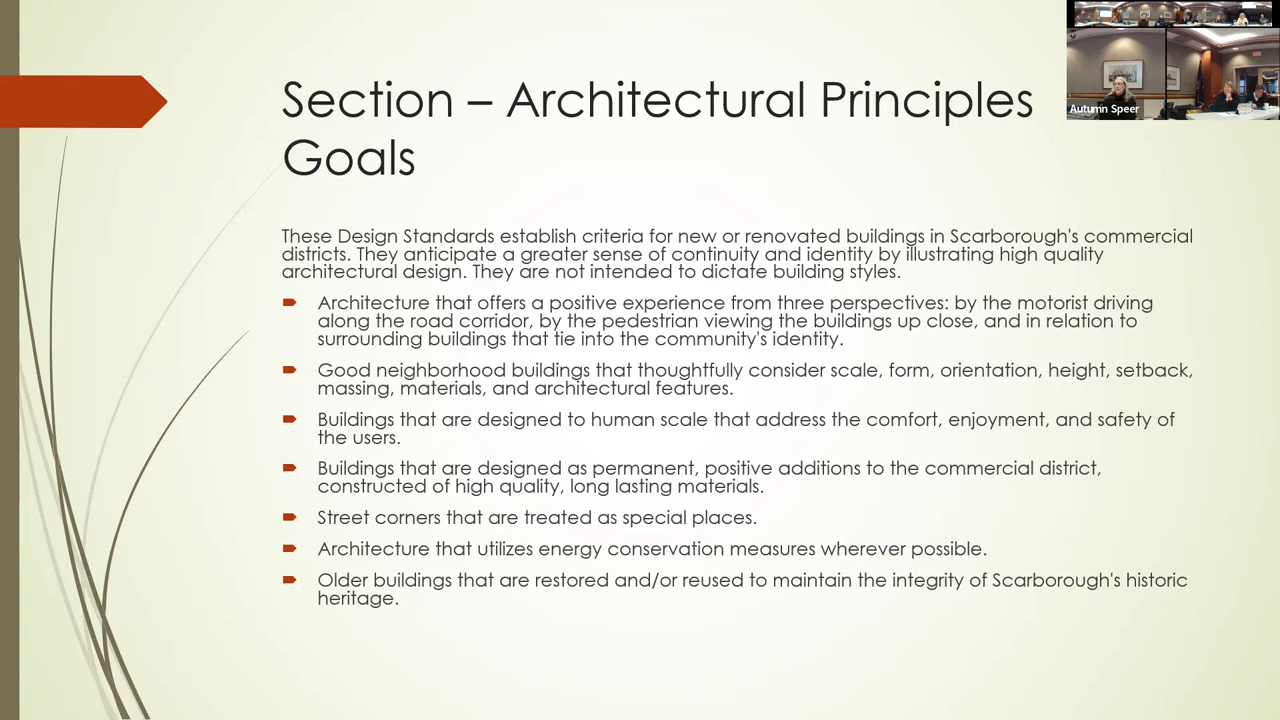 Section – Architectural Principles
Goals
Autumn Speer
These Design Standards establish criteria for new or renovated buildings in Scarborough's commercial
districts. They anticipate a greater sense of continuity and identity by illustrating high quality
architectural design. They are not intended to dictate building styles.
Architecture that offers a positive experience from three perspectives: by the motorist driving
along the road corridor, by the pedestrian viewing the buildings up close, and in relation to
surrounding buildings that tie into the community's identity.
Good neighborhood buildings that thoughtfully consider scale, form, orientation, height, setback,
massing, materials, and architectural features.
Buildings that are designed to human scale that address the comfort, enjoyment, and safety of
the users.
Buildings that are designed as permanent, positive additions to the commercial district,
constructed of high quality, long lasting materials.
Street corners that are treated as special places.
Architecture that utilizes energy conservation measures wherever possible.
Older buildings that are restored and/or reused to maintain the integrity of Scarborough's historic
heritage.